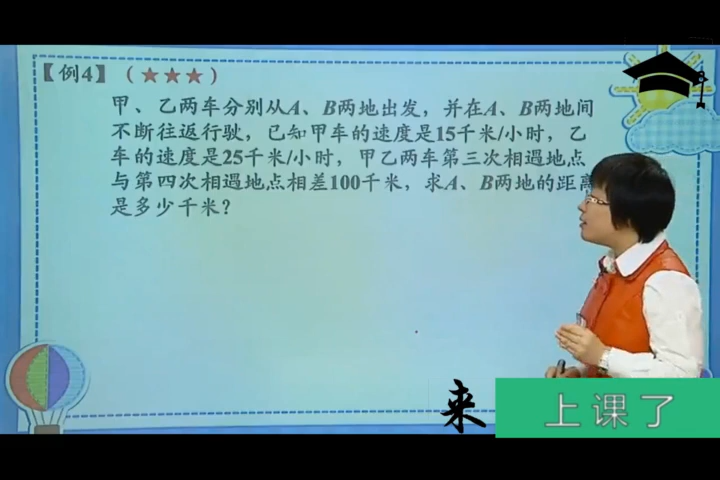 【例4】（★★★）
甲、乙两车分别从A、B两地出发，并在A、B两地间
不断往返行驶，已知甲车的速度是15千米/小时，乙
车的速度是25千米/小时，甲乙两车第三次相遇地点
与第四次相遇地点相差100千米，求A、B两地的距离
是多少千米？
来 上课了